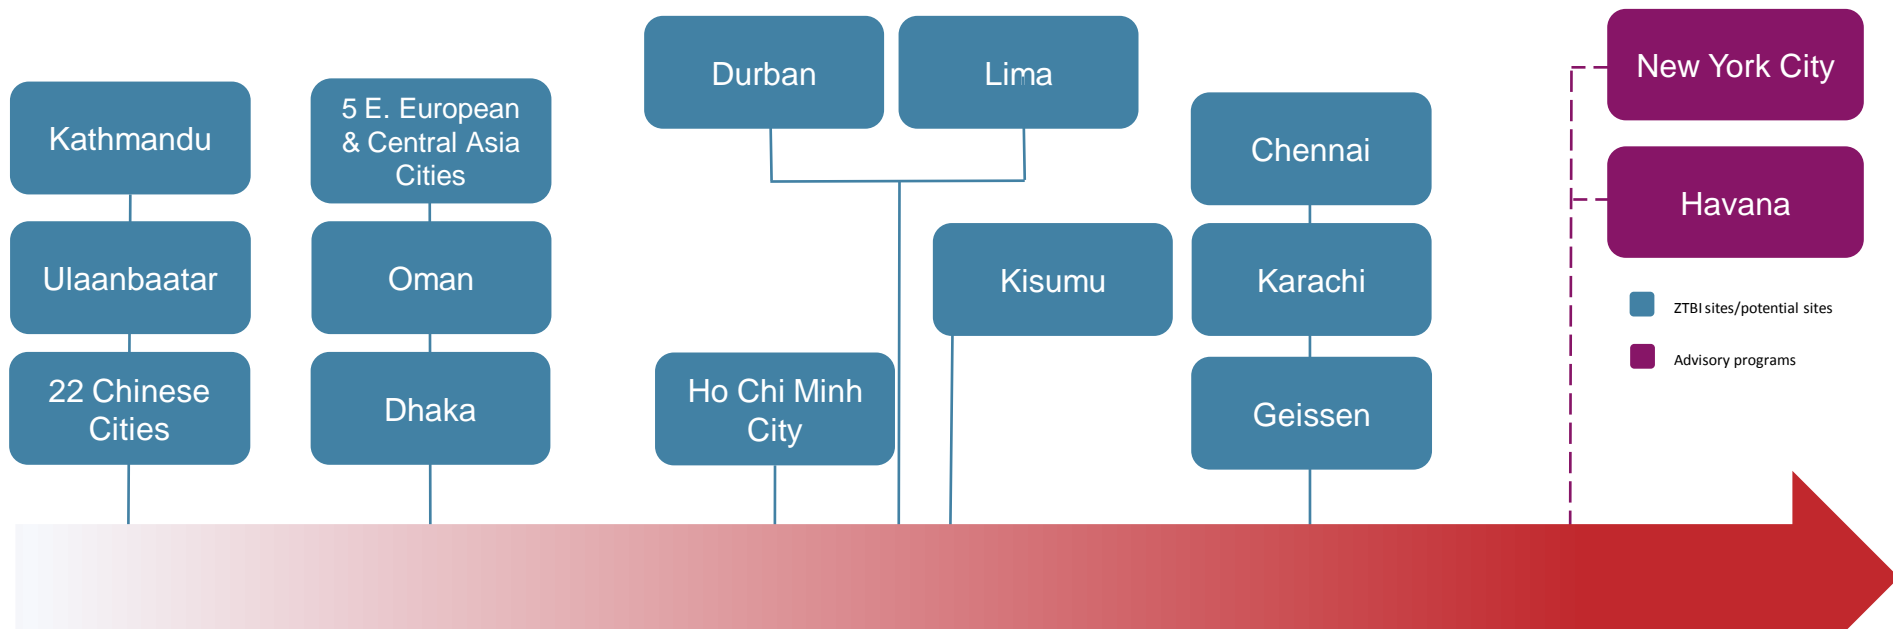 Kathmandu
Ulaanbaatar
22 Chinese
Cities
5 E. European
& Central Asia
Cities
Oman
Dhaka
Durban
Lima
Ho Chi Minh
City
Kisumu
Chennai
Karachi
Geissen
New York City
Havana
ZTBI sites/potential sites
Advisory programs